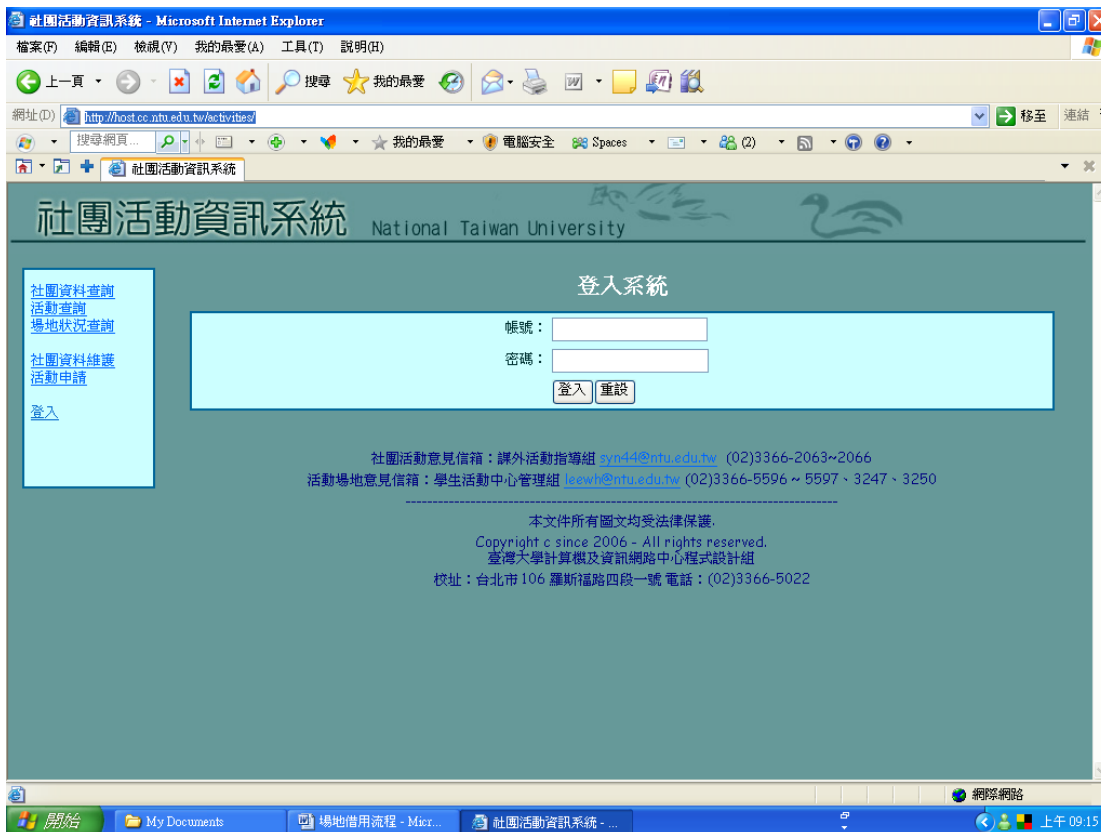 社團活動資訊系統 - Microsoft Internet Explorer
檔案(F) 編輯(E) 檢視(V) 我的最愛(A) 工具(T) 說明(H)
上一頁 搜尋 我的最愛
網址(D) http://host.cc.ntu.edu.tw/activities/ 移至 連結
搜尋網頁... 我的最愛 電腦安全 Spaces (2)
社團活動資訊系統
社團活動資訊系統 National Taiwan University
登入系統
社團資料查詢
活動查詢
場地狀況查詢
社團資料維護
活動申請
登入
帳號：
密碼：
登入 重設
社團活動意見信箱：課外活動指導組 syn44@ntu.edu.tw (02)3366-2063~2066
活動場地意見信箱：學生活動中心管理組 leewh@ntu.edu.tw (02)3366-5596 ~ 5597、3247、3250
--------------------------------------------------------------------------------
本文件所有圖文均受法律保護.
Copyright c since 2006 - All rights reserved.
臺灣大學計算機及資訊網路中心程式設計組
校址：台北市 106 羅斯福路四段一號 電話：(02)3366-5022
網際網路
開始 My Documents 場地借用流程 - Micr... 社團活動資訊系統 - ... 上午 09:15